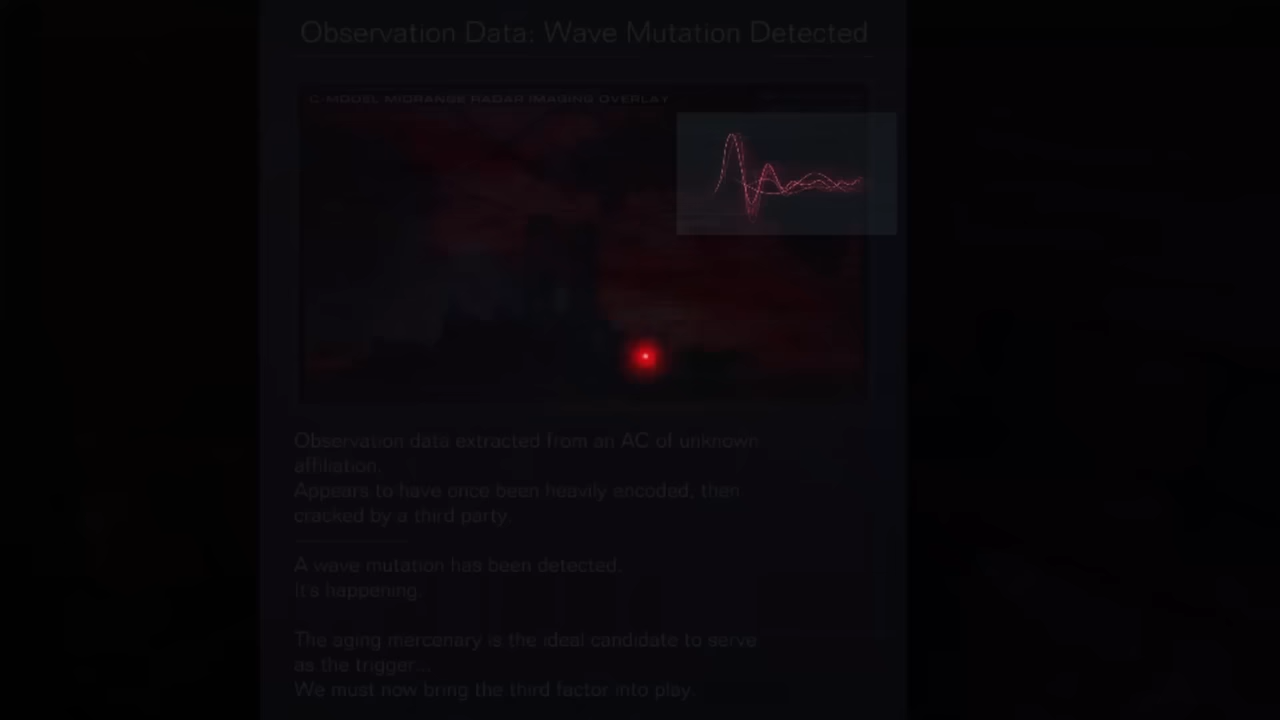 Observation Data: Wave Mutation Detected
C-MODEL MIDRANGE RADAR IMAGING OVERLAY
Observation data extracted from an AC of unknown
affiliation.
Appears to have once been heavily encoded, then
cracked by a third party.
A wave mutation has been detected.
It's happening.
The aging mercenary is the ideal candidate to serve
as the trigger...
We must now bring the third factor into play.